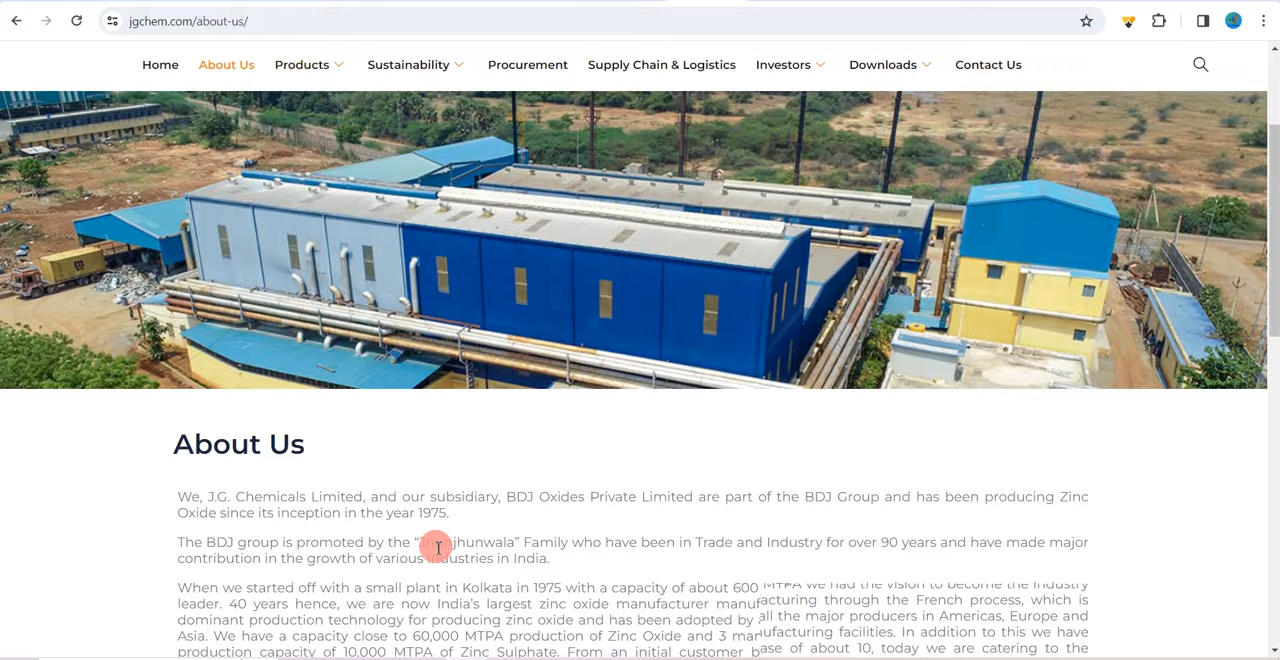 jgchem.com/about-us/
Home About Us Products Sustainability Procurement Supply Chain & Logistics Investors Downloads Contact Us
About Us
We, J.G. Chemicals Limited, and our subsidiary, BDJ Oxides Private Limited are part of the BDJ Group and has been producing Zinc
Oxide since its inception in the year 1975.
The BDJ group is promoted by the “Jhunjhunwala” Family who have been in Trade and Industry for over 90 years and have made major
contribution in the growth of various industries in India.
When we started off with a small plant in Kolkata in 1975 with a capacity of about 600 MTPA we had the vision to become the industry
leader. 40 years hence, we are now India’s largest zinc oxide manufacturer manufacturing through the French process, which is
dominant production technology for producing zinc oxide and has been adopted by all the major producers in Americas, Europe and
Asia. We have a capacity close to 60,000 MTPA production of Zinc Oxide and 3 manufacturing facilities. In addition to this we have
production capacity of 10,000 MTPA of Zinc Sulphate. From an initial customer base of about 10, today we are catering to the